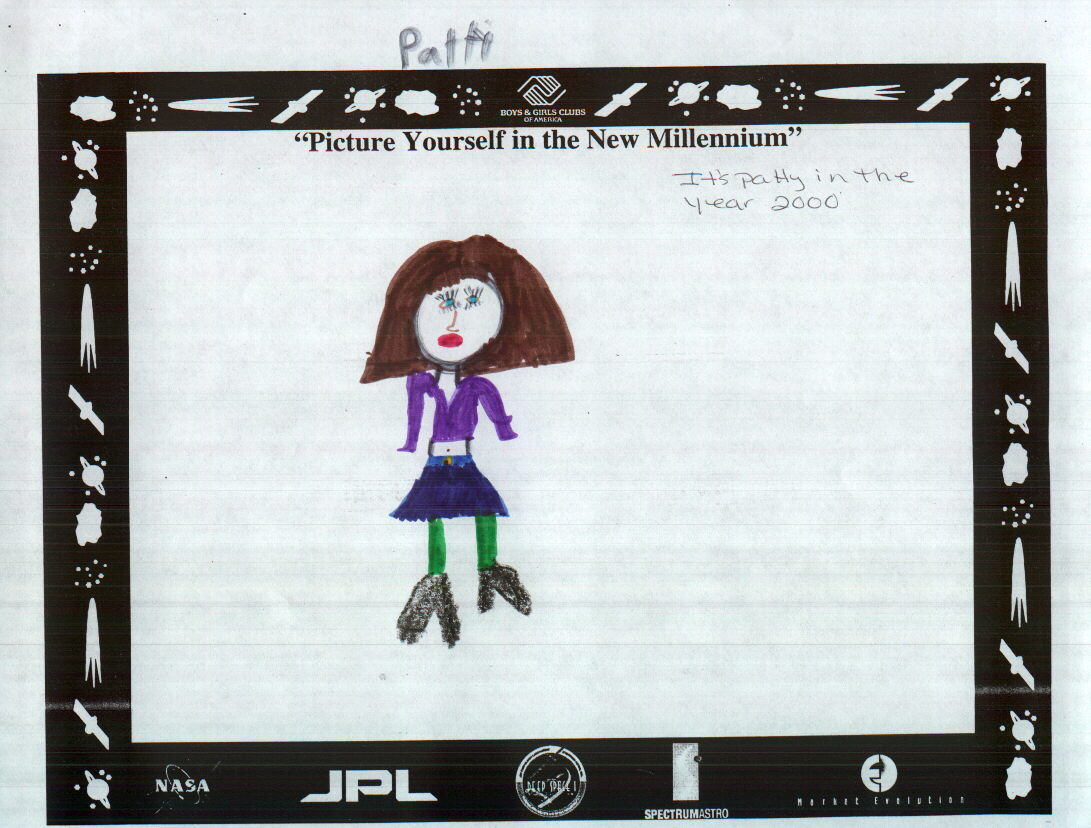 Patti
BOYS & GIRLS CLUBS
OF AMERICA
“Picture Yourself in the New Millennium”
It's patty in the
year 2000
NASA
JPL
DEEP SPACE 1
SPECTRUMASTRO
Market Evolution